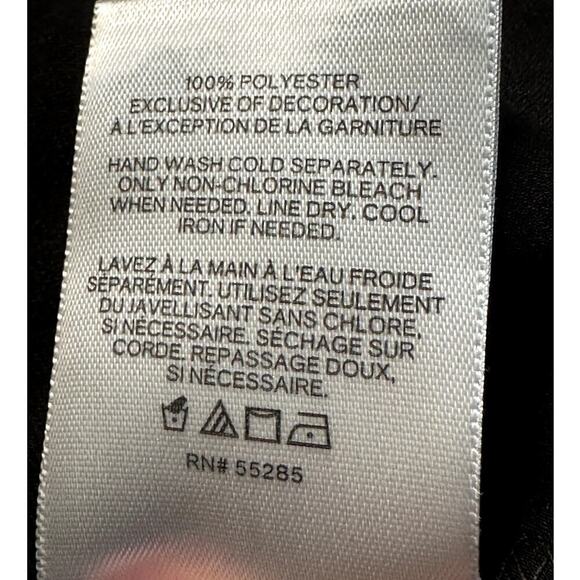 100% POLYESTER
EXCLUSIVE OF DECORATION/
À L'EXCEPTION DE LA GARNITURE
HAND WASH COLD SEPARATELY.
ONLY NON-CHLORINE BLEACH
WHEN NEEDED. LINE DRY. COOL
IRON IF NEEDED.
LAVEZ À LA MAIN À L'EAU FROIDE
SÉPARÉMENT. UTILISEZ SEULEMENT
DU JAVELLISANT SANS CHLORE,
SI NÉCESSAIRE. SÉCHAGE SUR
CORDE. REPASSAGE DOUX,
SI NÉCESSAIRE.
RN# 55285